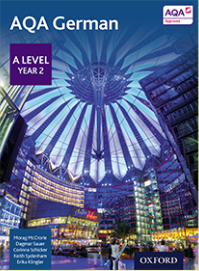 AQA German
AQA
Approved
A LEVEL
YEAR 2
Morag McCrorie
Dagmar Sauer
Corinna Schicker
Keith Sydenham
Erika Klingler
OXFORD